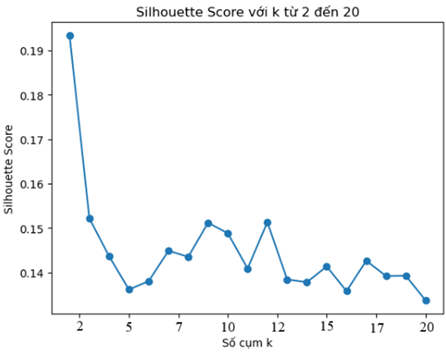 Silhouette Score với k từ 2 đến 20
Silhouette Score
0.19
0.18
0.17
0.16
0.15
0.14
2 5 7 10 12 15 17 20
Số cụm k